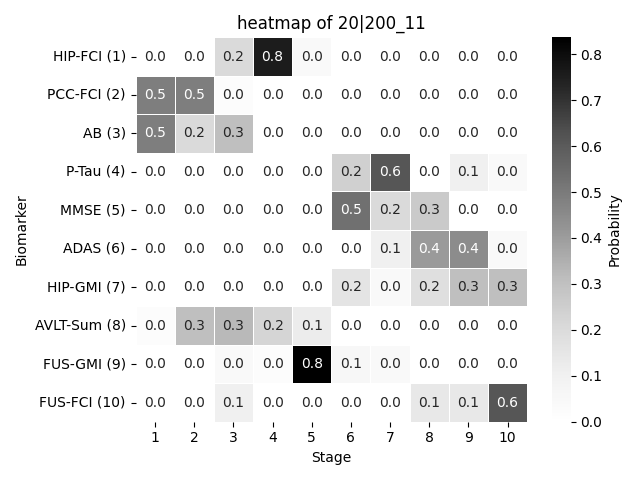 heatmap of 20|200_11
HIP-FCI (1) 0.0 0.0 0.2 0.8 0.0 0.0 0.0 0.0 0.0 0.0
PCC-FCI (2) 0.5 0.5 0.0 0.0 0.0 0.0 0.0 0.0 0.0 0.0
AB (3) 0.5 0.2 0.3 0.0 0.0 0.0 0.0 0.0 0.0 0.0
P-Tau (4) 0.0 0.0 0.0 0.0 0.0 0.2 0.6 0.0 0.1 0.0
MMSE (5) 0.0 0.0 0.0 0.0 0.0 0.5 0.2 0.3 0.0 0.0
ADAS (6) 0.0 0.0 0.0 0.0 0.0 0.0 0.1 0.4 0.4 0.0
HIP-GMI (7) 0.0 0.0 0.0 0.0 0.0 0.2 0.0 0.2 0.3 0.3
AVLT-Sum (8) 0.0 0.3 0.3 0.2 0.1 0.0 0.0 0.0 0.0 0.0
FUS-GMI (9) 0.0 0.0 0.0 0.0 0.8 0.1 0.0 0.0 0.0 0.0
FUS-FCI (10) 0.0 0.0 0.1 0.0 0.0 0.0 0.0 0.1 0.1 0.6
1 2 3 4 5 6 7 8 9 10
Stage
Biomarker
0.8
0.7
0.6
0.5
0.4
0.3
0.2
0.1
0.0
Probability